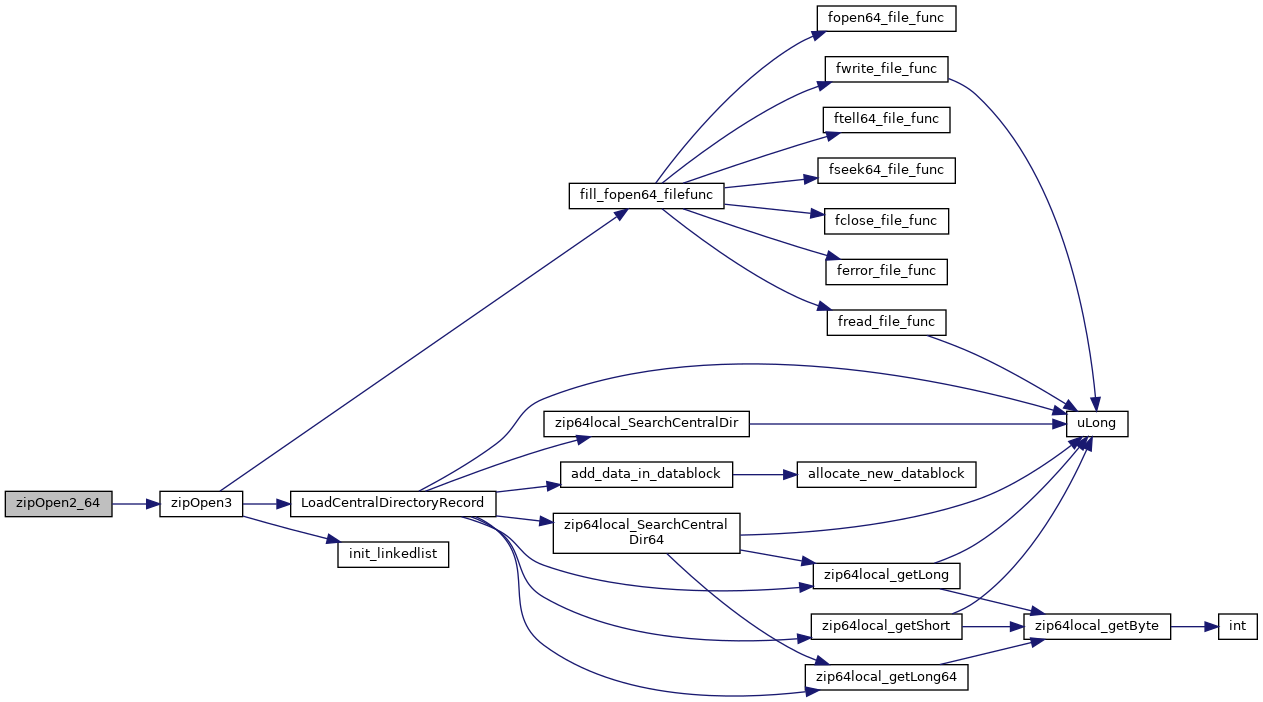 fopen64_file_func
fwrite_file_func
ftell64_file_func
fseek64_file_func
fill_fopen64_filefunc
fclose_file_func
ferror_file_func
fread_file_func
zip64local_SearchCentralDir
uLong
add_data_in_datablock
allocate_new_datablock
zipOpen2_64
zipOpen3
LoadCentralDirectoryRecord
zip64local_SearchCentral
Dir64
init_linkedlist
zip64local_getLong
zip64local_getShort
zip64local_getByte
int
zip64local_getLong64